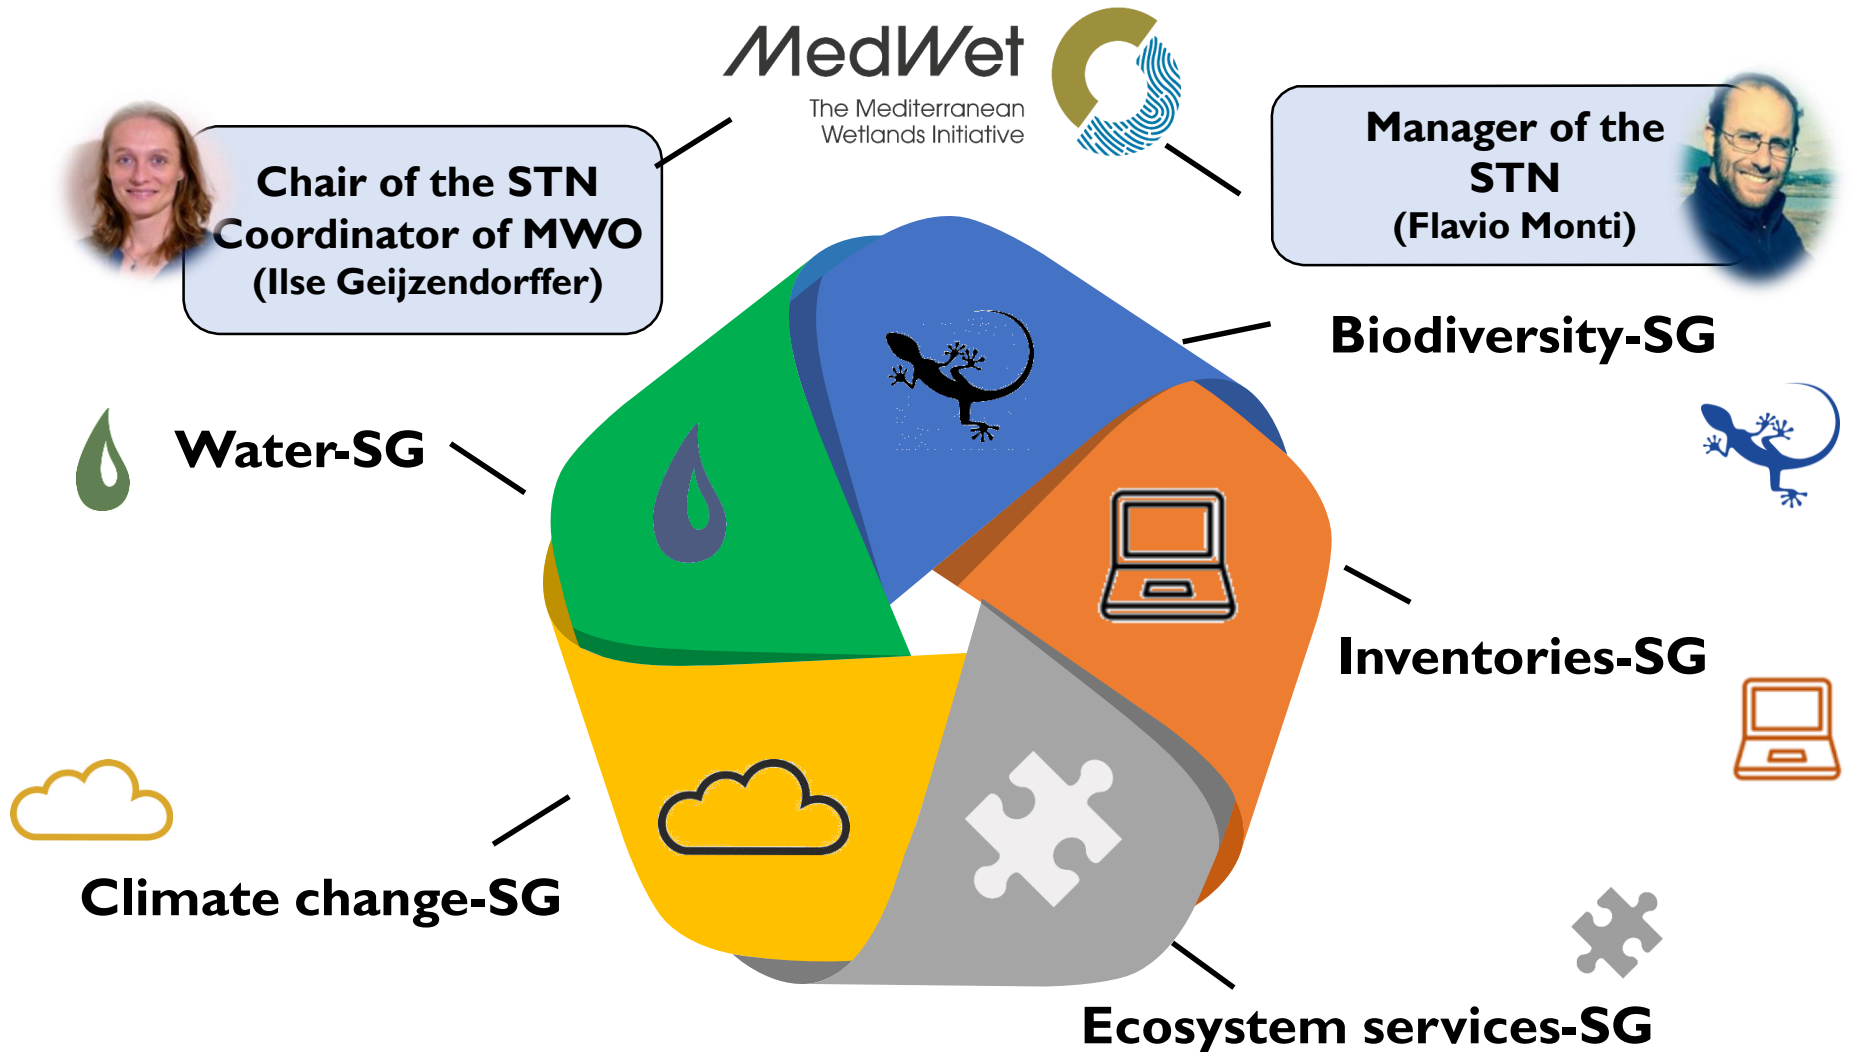 MedWet
The Mediterranean
Wetlands Initiative
Chair of the STN
Coordinator of MWO
(Ilse Geijzendorffer)
Manager of the
STN
(Flavio Monti)
Biodiversity-SG
Water-SG
Inventories-SG
Climate change-SG
Ecosystem services-SG